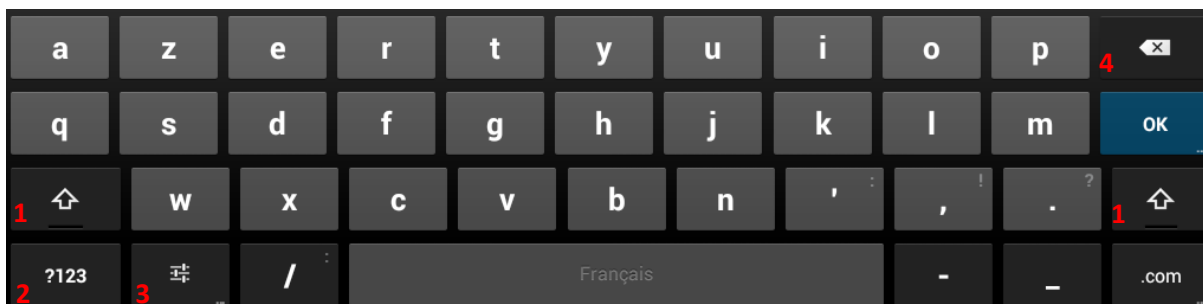 a z e r t y u i o p 4
q s d f g h j k l m OK
1 w x c v b n ' : , ! . ? 1
?123 2 3 / : Français - _ .com